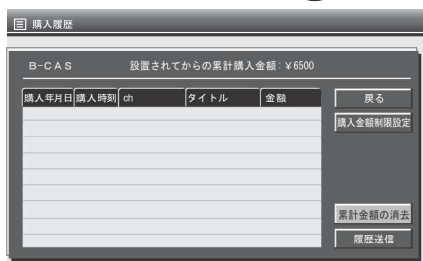 購入履歴
B-CAS 設置されてからの累計購入金額:¥6500
購入年月日 購入時刻 ch タイトル 金額
戻る
購入金額制限設定
累計金額の消去
履歴送信